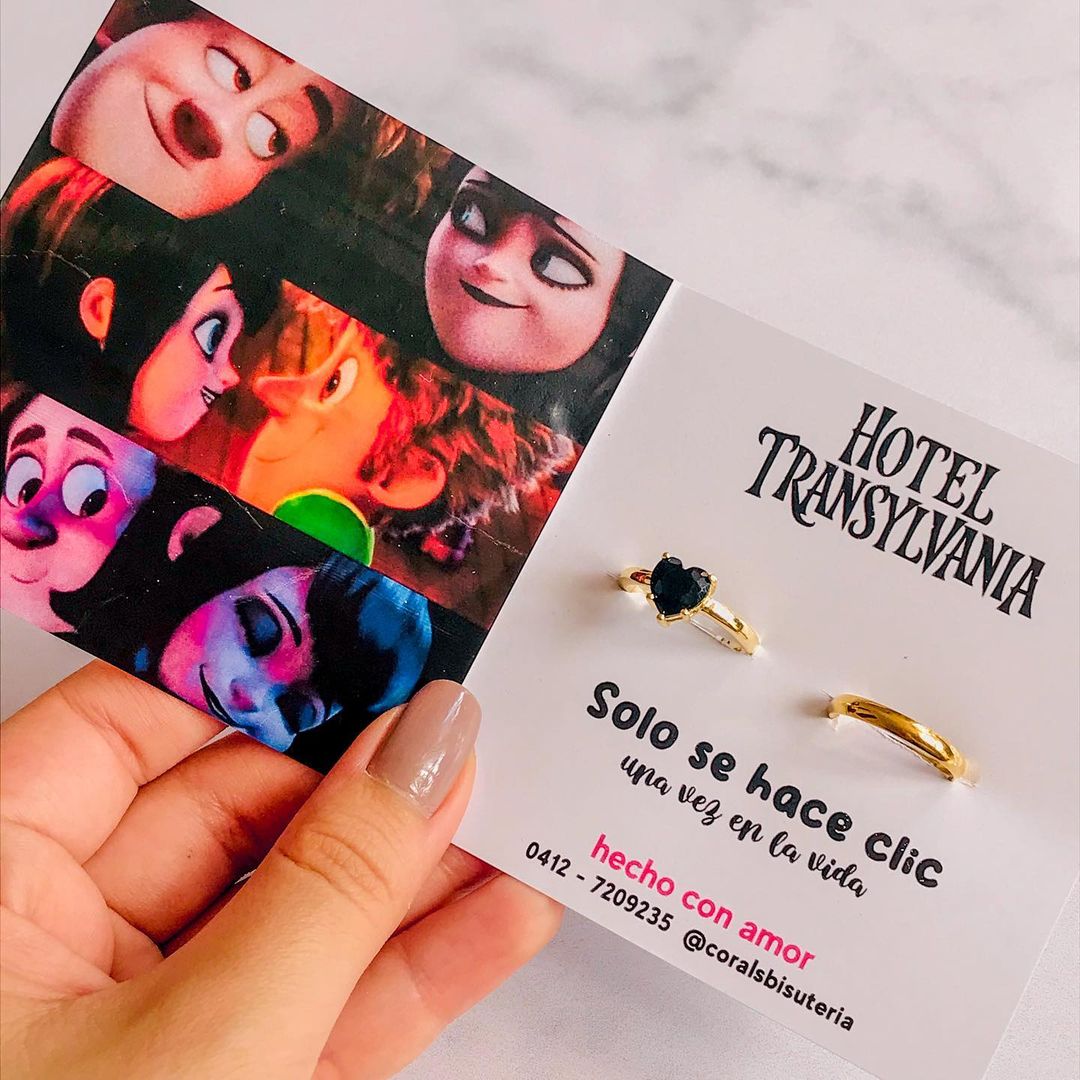 HOTEL
TRANSYLVANIA
Solo se hace clic
una vez en la vida
hecho con amor
0412 - 7209235 @coralsbisuteria